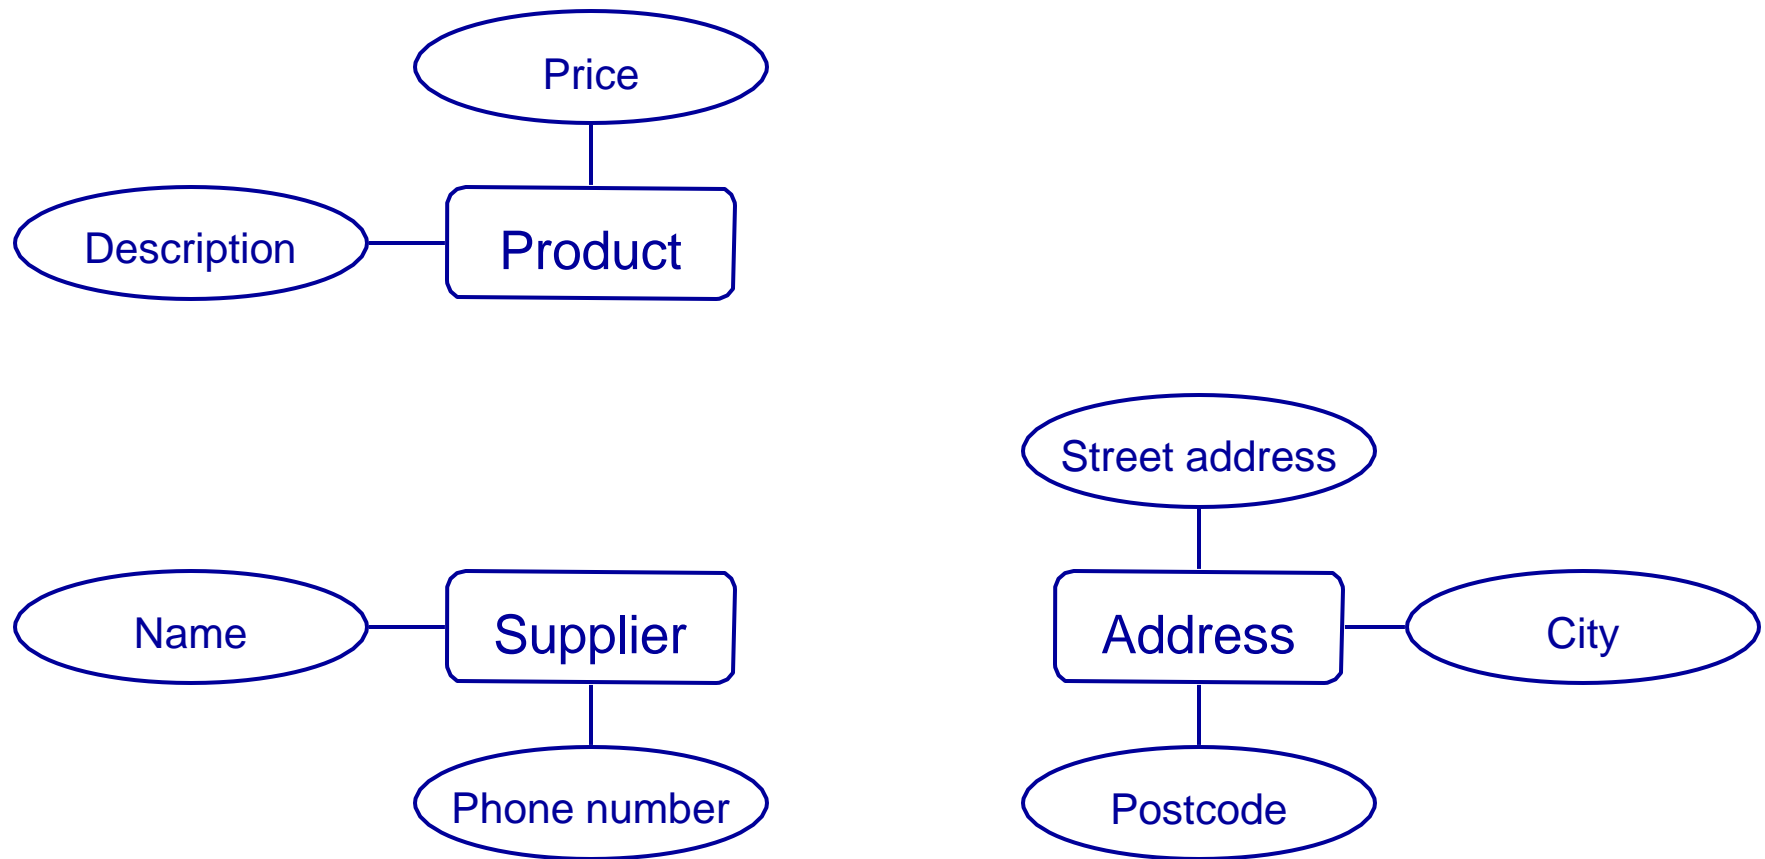 Price
Description
Product
Street address
Name
Supplier
Address
City
Phone number
Postcode